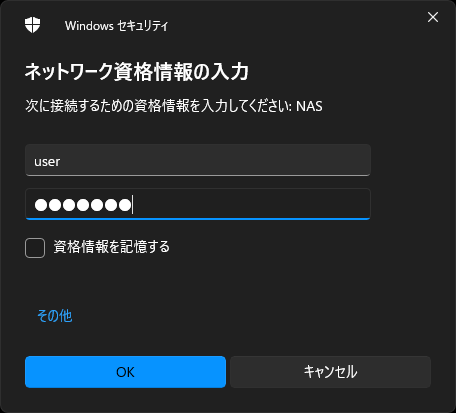 Windows セキュリティ
ネットワーク資格情報の入力
次に接続するための資格情報を入力してください: NAS
user
●●●●●●●
資格情報を記憶する
その他
OK
キャンセル